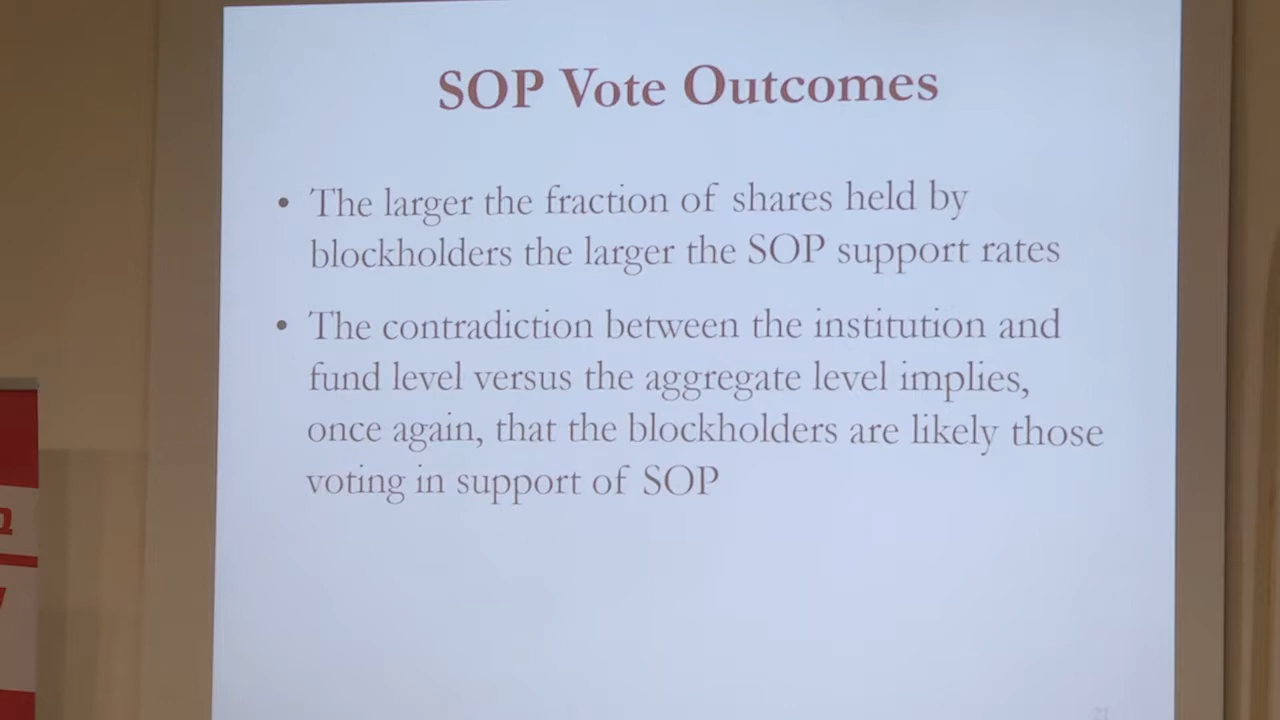 SOP Vote Outcomes
• The larger the fraction of shares held by
blockholders the larger the SOP support rates
• The contradiction between the institution and
fund level versus the aggregate level implies,
once again, that the blockholders are likely those
voting in support of SOP
21